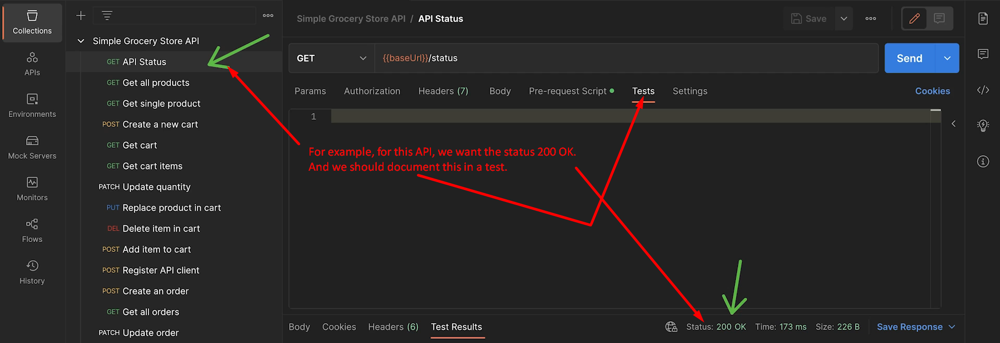 Collections
APIs
Environments
Mock Servers
Monitors
Flows
History
Simple Grocery Store API
GET API Status
GET Get all products
GET Get single product
POST Create a new cart
GET Get cart
GET Get cart items
PATCH Update quantity
PUT Replace product in cart
DEL Delete item in cart
POST Add item to cart
POST Register API client
POST Create an order
GET Get all orders
PATCH Update order
Simple Grocery Store API / API Status
Save
GET
{{baseUrl}}/status
Send
Params Authorization Headers (7) Body Pre-request Script Tests Settings
Cookies
1
For example, for this API, we want the status 200 OK.
And we should document this in a test.
Body Cookies Headers (6) Test Results
Status: 200 OK Time: 173 ms Size: 226 B
Save Response